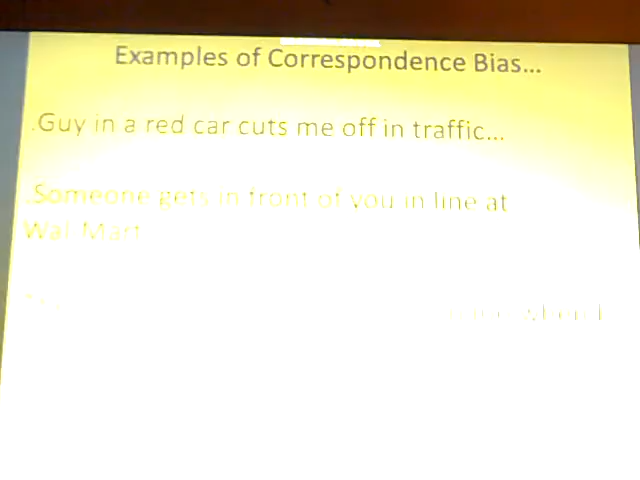 Examples of Correspondence Bias...
.Guy in a red car cuts me off in traffic...
.Someone gets in front of you in line at
Wal Mart